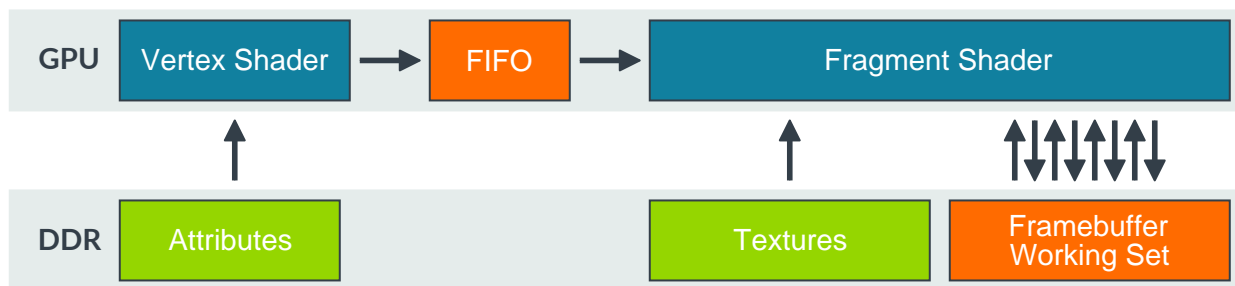 GPU
Vertex Shader
FIFO
Fragment Shader
DDR
Attributes
Textures
Framebuffer
Working Set